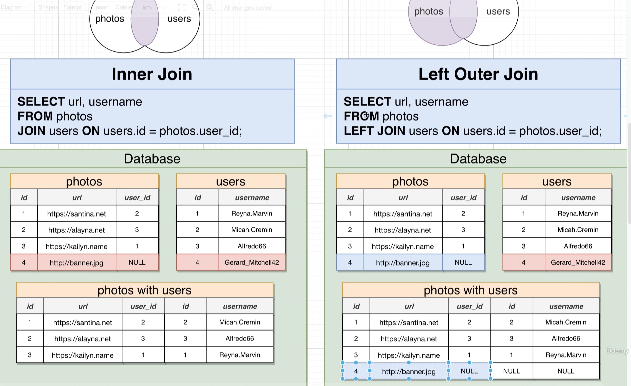 photos users
photos users
Inner Join
SELECT url, username
FROM photos
JOIN users ON users.id = photos.user_id;
Left Outer Join
SELECT url, username
FROM photos
LEFT JOIN users ON users.id = photos.user_id;
Database
photos
id url user_id
1 https://santina.net 2
2 https://alayna.net 3
3 https://kailyn.name 1
4 http://banner.jpg NULL
users
id username
1 Reyna.Marvin
2 Micah.Cremin
3 Alfredo66
4 Gerard_Mitchell42
photos with users
id url user_id id username
1 https://santina.net 2 2 Micah.Cremin
2 https://alayna.net 3 3 Alfredo66
3 https://kailyn.name 1 1 Reyna.Marvin
Database
photos
id url user_id
1 https://santina.net 2
2 https://alayna.net 3
3 https://kailyn.name 1
4 http://banner.jpg NULL
users
id username
1 Reyna.Marvin
2 Micah.Cremin
3 Alfredo66
4 Gerard_Mitchell42
photos with users
id url user_id id username
1 https://santina.net 2 2 Micah.Cremin
2 https://alayna.net 3 3 Alfredo66
3 https://kailyn.name 1 1 Reyna.Marvin
4 http://banner.jpg NULL NULL NULL